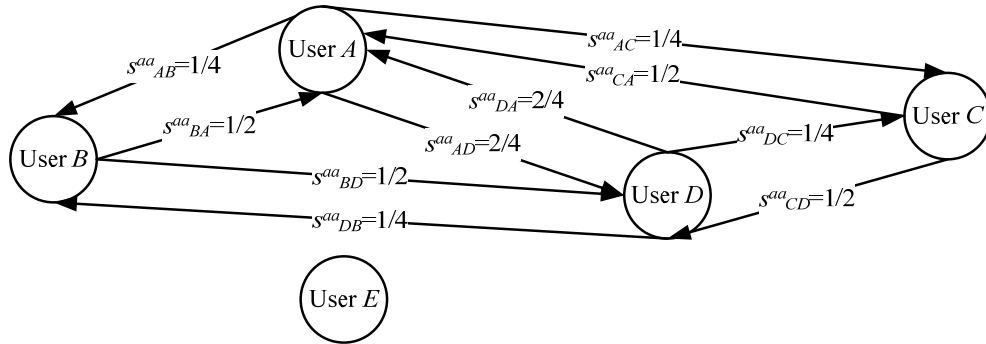 User A
s^aa_AC=1/4
s^aa_AB=1/4
s^aa_CA=1/2
s^aa_DA=2/4
User C
s^aa_BA=1/2
s^aa_DC=1/4
s^aa_AD=2/4
User B
s^aa_BD=1/2
User D
s^aa_CD=1/2
s^aa_DB=1/4
User E